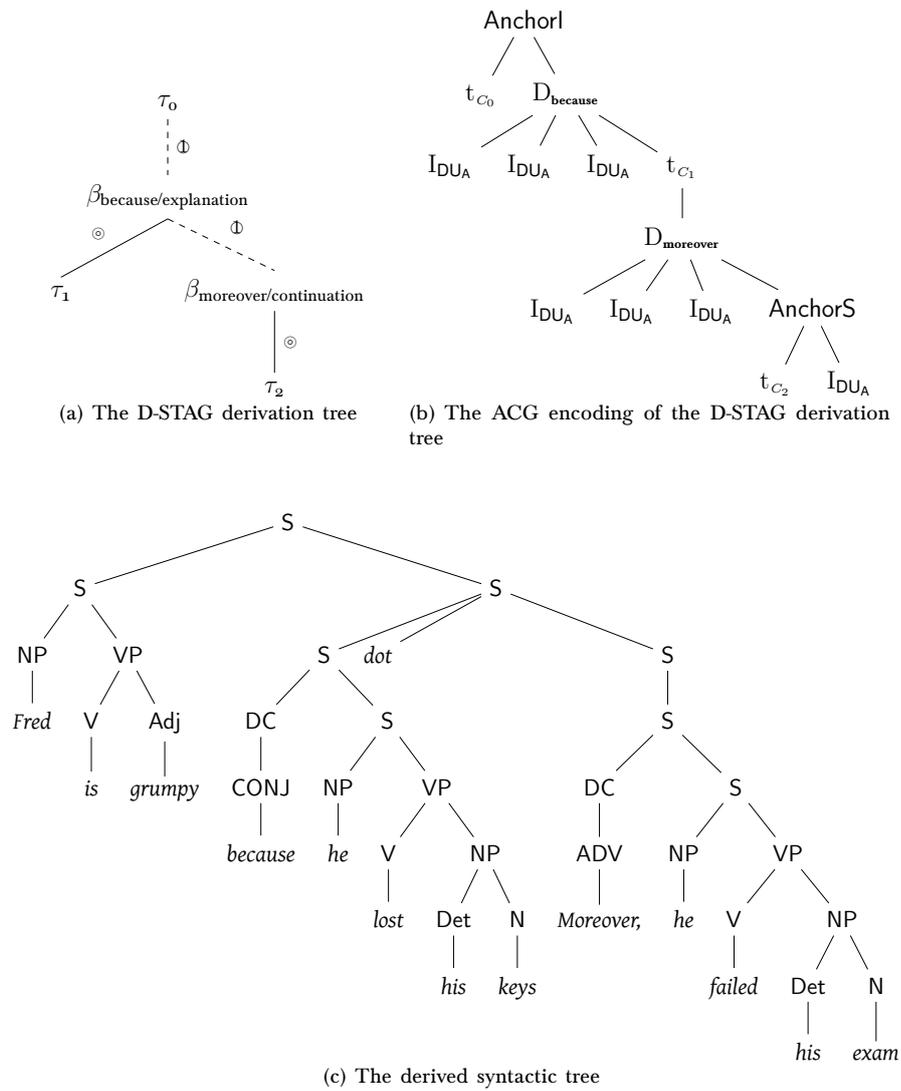 τ0
①
βbecause/explanation
◎ ①
τ1 βmoreover/continuation
◎
τ2
(a) The D-STAG derivation tree
AnchorI
tC0 Dbecause
IDUA IDUA IDUA tC1
Dmoreover
IDUA IDUA IDUA AnchorS
tC2 IDUA
(b) The ACG encoding of the D-STAG derivation
tree
S
S S
NP VP S dot S
Fred V Adj DC S S
is grumpy CONJ NP VP DC S
because he V NP ADV NP VP
lost Det N Moreover, he V NP
his keys failed Det N
his exam
(c) The derived syntactic tree